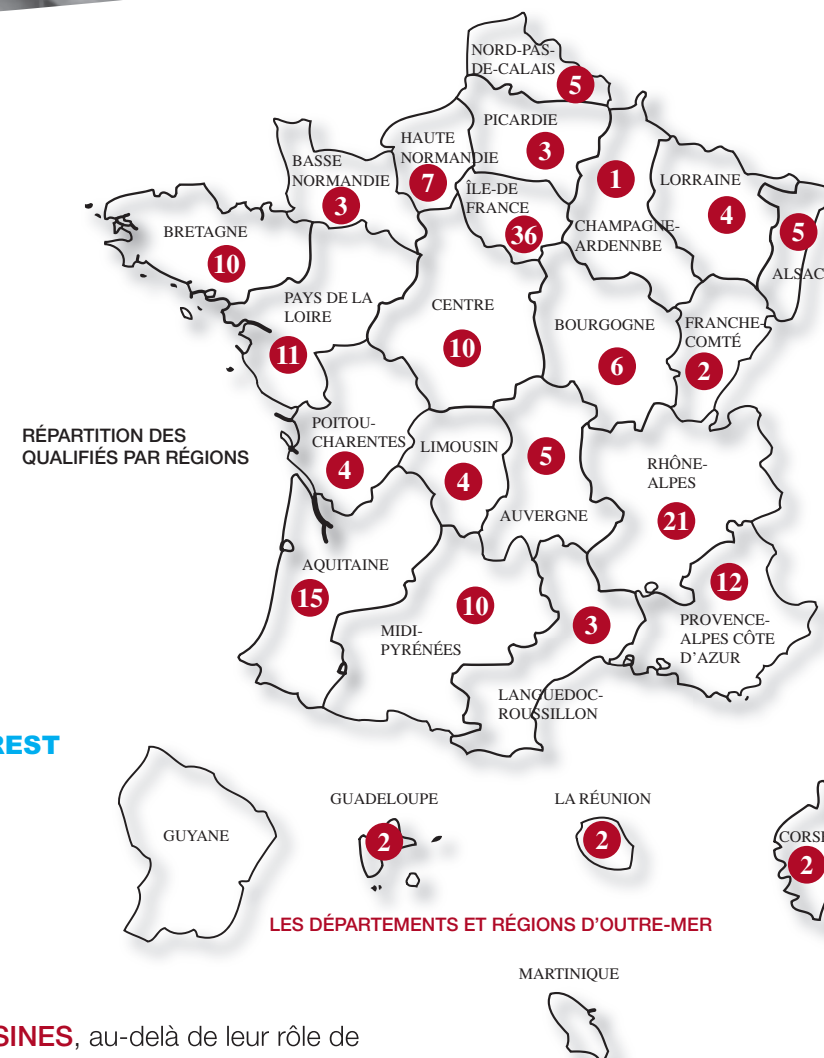 NORD-PAS-
DE-CALAIS
5
PICARDIE
3
HAUTE
NORMANDIE
7
BASSE
NORMANDIE
3
ÎLE-DE
FRANCE
36
1
CHAMPAGNE-
ARDENNBE
LORRAINE
4
5
ALSAC
BRETAGNE
10
PAYS DE LA
LOIRE
11
CENTRE
10
BOURGOGNE
6
FRANCHE-
COMTÉ
2
RÉPARTITION DES
QUALIFIÉS PAR RÉGIONS
POITOU-
CHARENTES
4
LIMOUSIN
4
5
AUVERGNE
RHÔNE-
ALPES
21
AQUITAINE
15
MIDI-
PYRÉNÉES
10
3
LANGUEDOC-
ROUSSILLON
12
PROVENCE-
ALPES CÔTE
D'AZUR
REST
GUYANE
GUADELOUPE
2
LA RÉUNION
2
CORSE
2
LES DÉPARTEMENTS ET RÉGIONS D'OUTRE-MER
MARTINIQUE
SINES, au-delà de leur rôle de